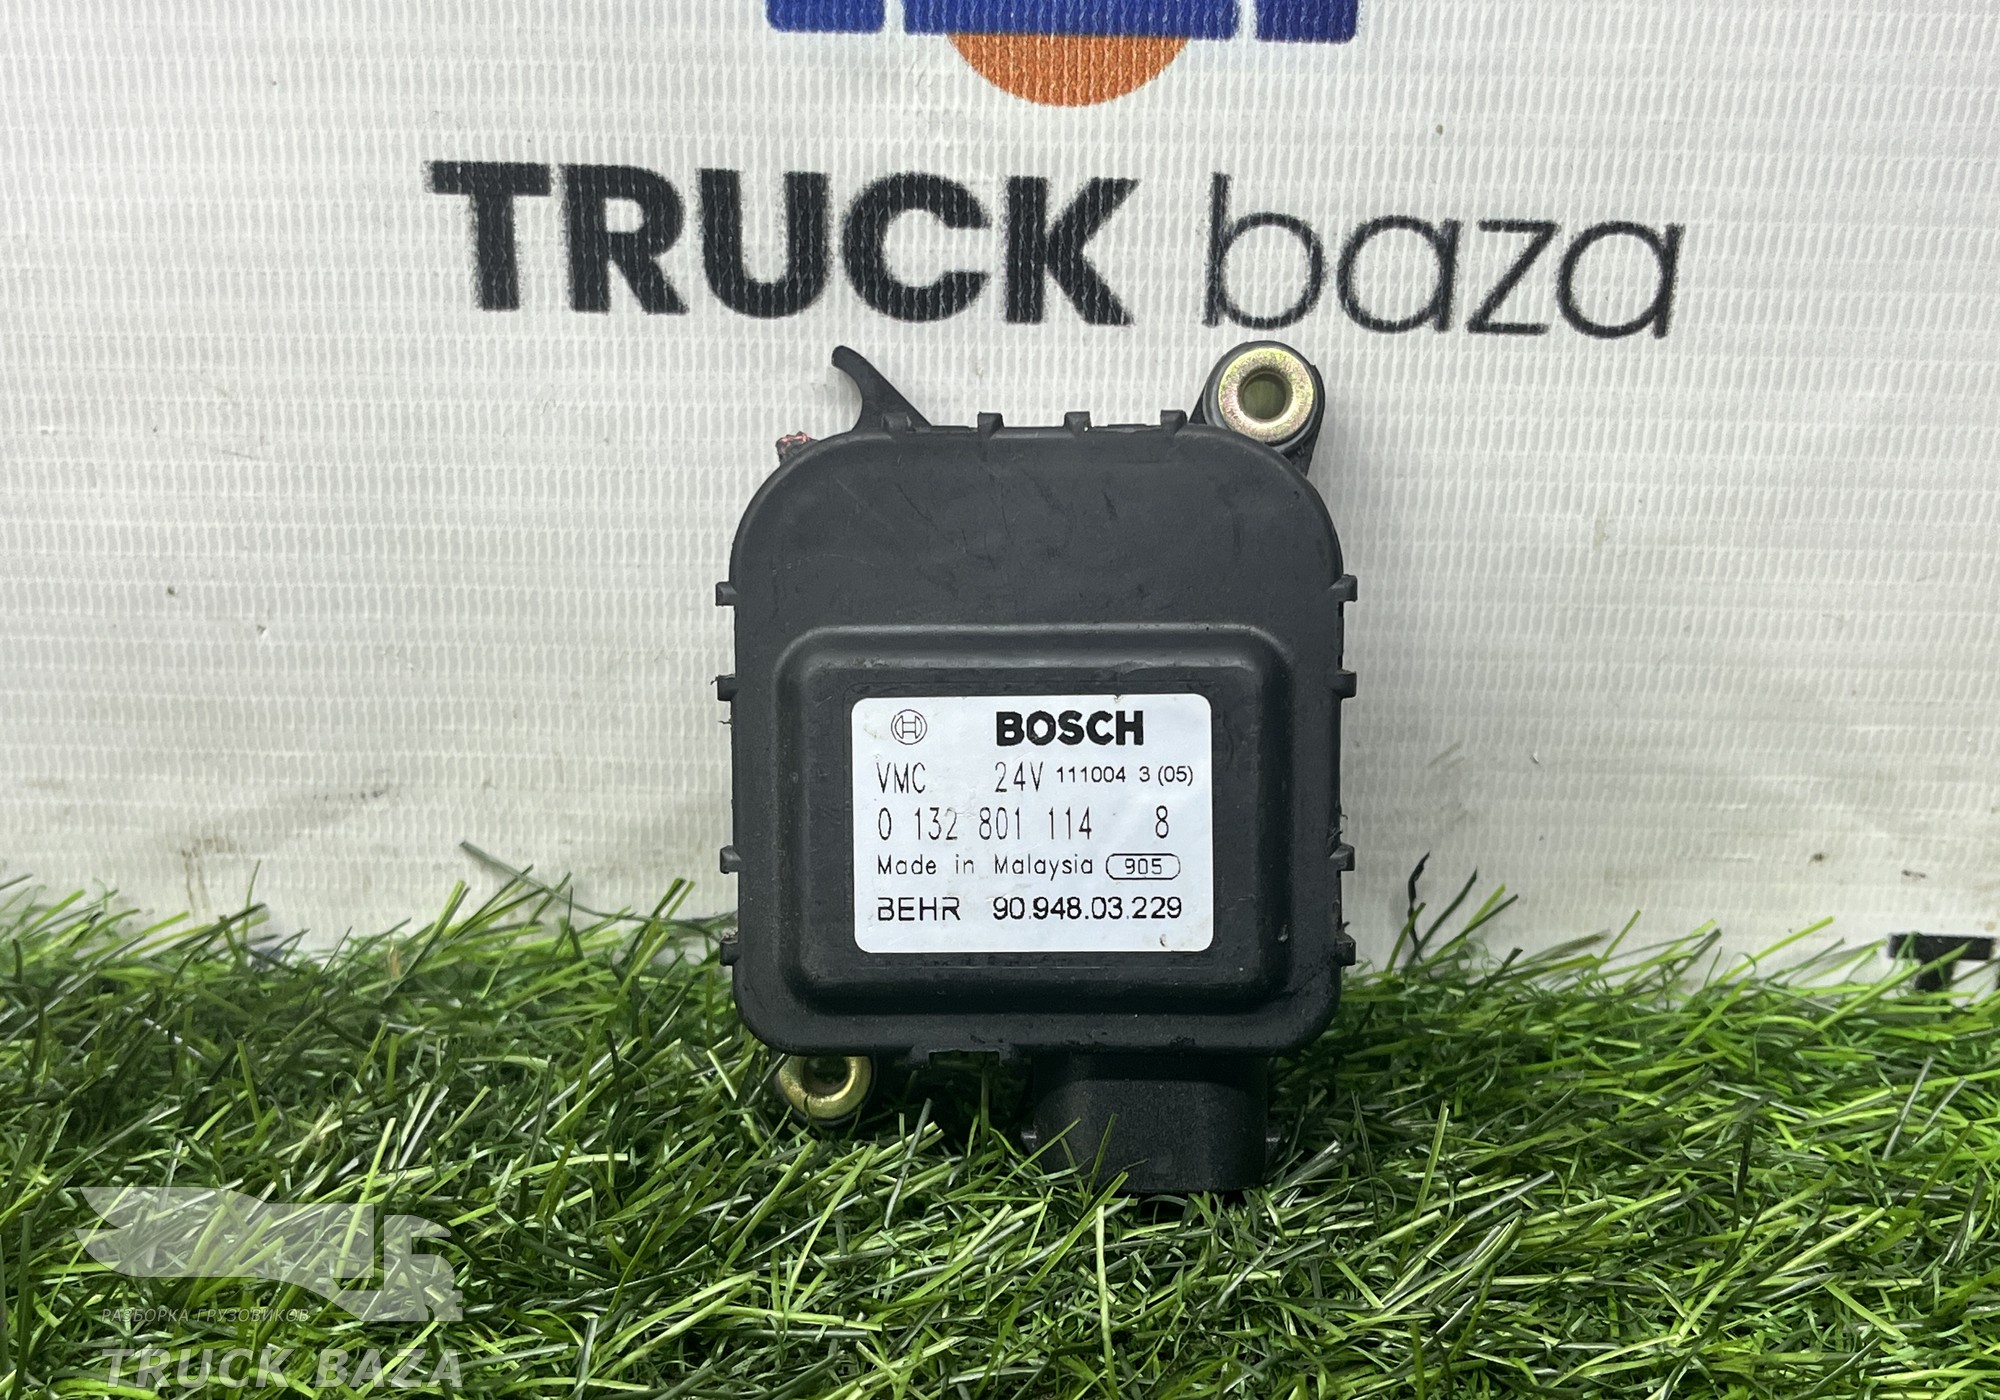 TRUCK baza
BOSCH
VMC 24V 111004 3 (05)
0 132 801 114 8
Made in Malaysia 905
BEHR 90.948.03.229
РАЗБОРКА ГРУЗОВИКОВ
TRUCK BAZA